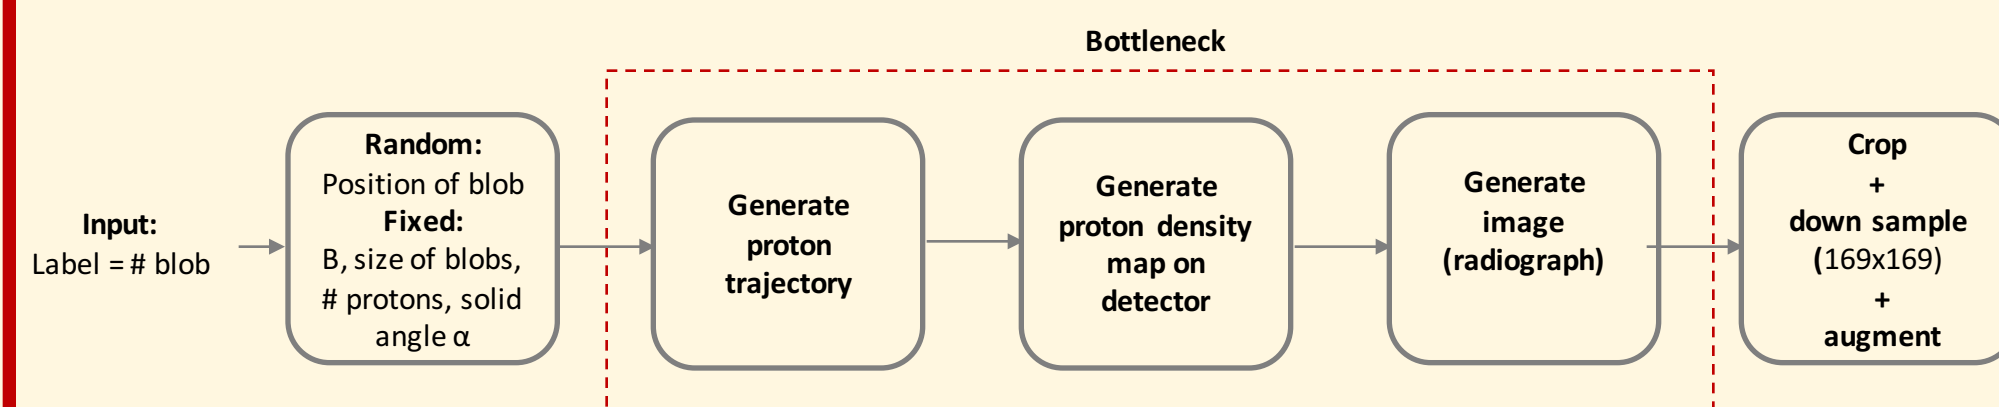 Bottleneck
Input:
Label = # blob
Random:
Position of blob
Fixed:
B, size of blobs,
# protons, solid
angle α
Generate
proton
trajectory
Generate
proton density
map on
detector
Generate
image
(radiograph)
Crop
+
down sample
(169x169)
+
augment